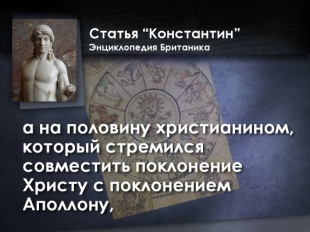 Статья “Константин”
Энциклопедия Британика
а на половину христианином,
который стремился
совместить поклонение
Христу с поклонением
Аполлону,